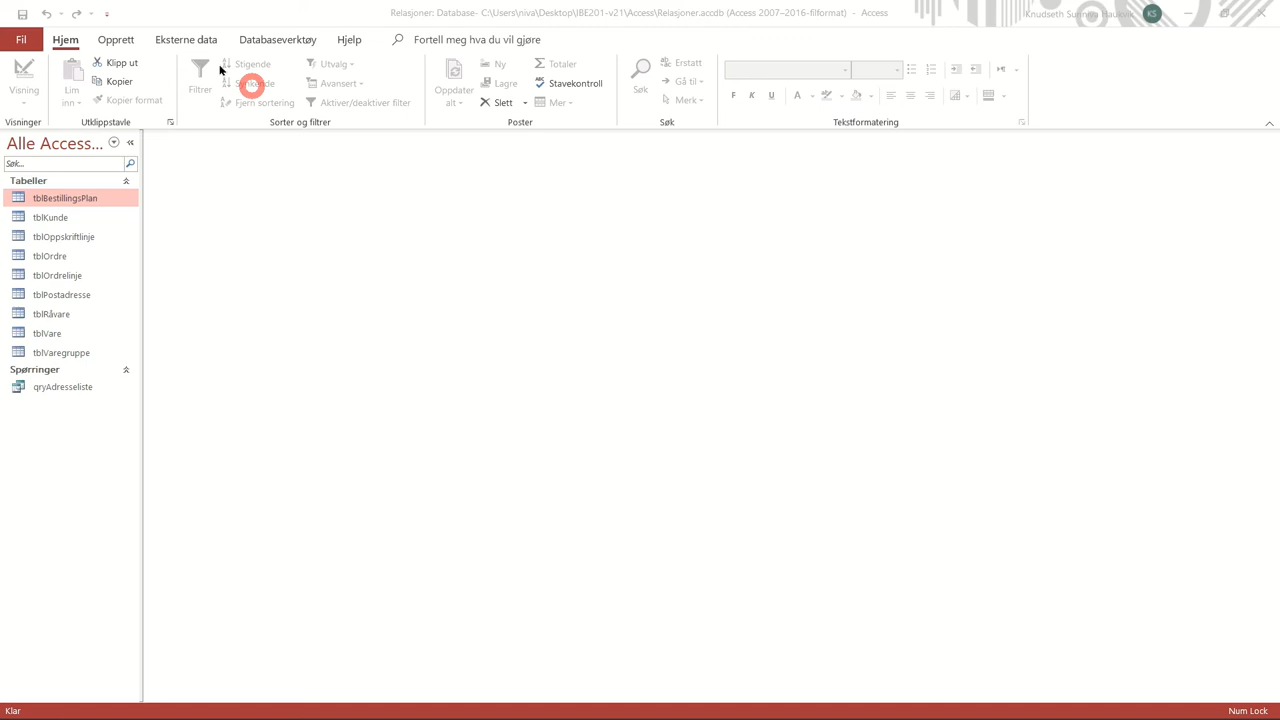 Relasjoner: Database- C:\Users\niva\Desktop\IBE201-v21\Access\Relasjoner.accdb (Access 2007–2016-filformat) - Access
Knudseth Sunniva Haukvik
KS
Fil
Hjem
Opprett
Eksterne data
Databaseverktøy
Hjelp
Fortell meg hva du vil gjøre
Visning
Visninger
Lim inn
Klipp ut
Kopier
Kopier format
Utklippstavle
Filtrer
Stigende
Synkende
Fjern sortering
Utvalg
Avansert
Aktiver/deaktiver filter
Sorter og filtrer
Oppdater alt
Ny
Lagre
Slett
Totaler
Stavekontroll
Mer
Poster
Søk
Erstatt
Gå til
Merk
Søk
F K U A
Tekstformatering
Alle Access...
Søk...
Tabeller
tblBestillingsPlan
tblKunde
tblOppskriftlinje
tblOrdre
tblOrdrelinje
tblPostadresse
tblRåvare
tblVare
tblVaregruppe
Spørringer
qryAdresseliste
Klar
Num Lock